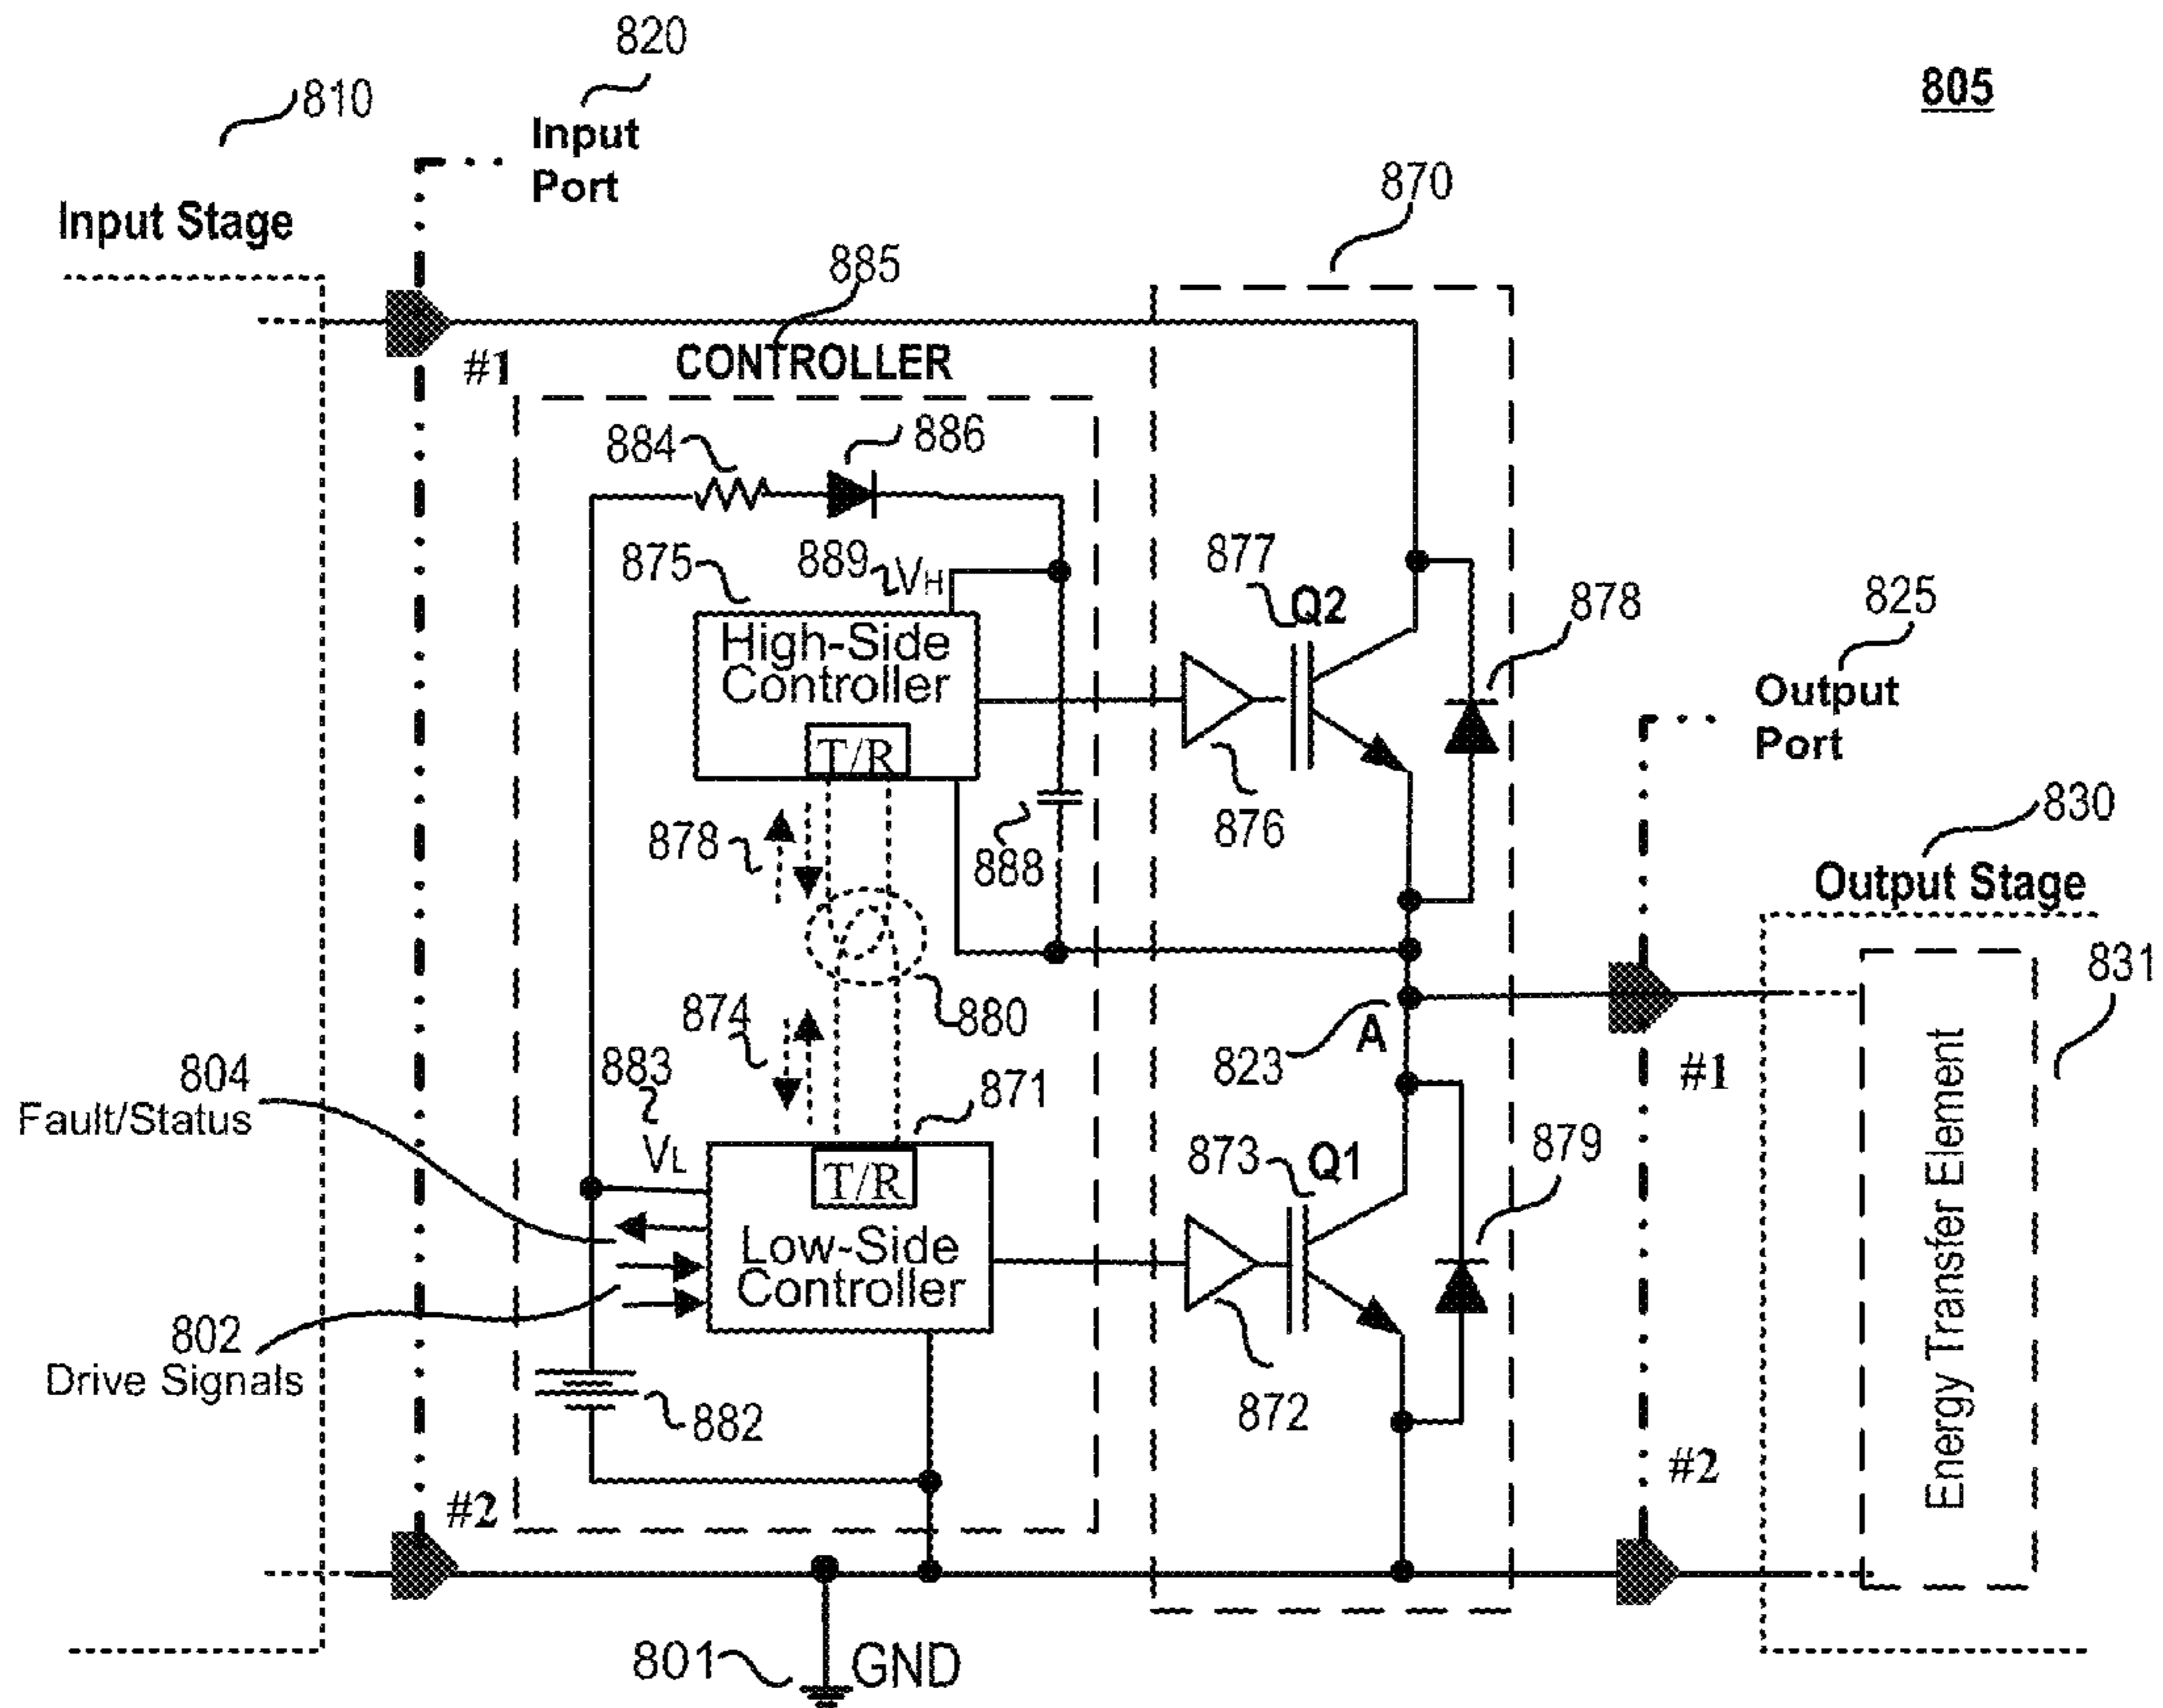 820
810
805
Input
Port
870
Input Stage
885
#1
CONTROLLER
884
886
889
VH
875
877
Q2
878
825
High-Side
Controller
Output
Port
T/R
830
878
888
876
Output Stage
831
874
880
823
A
883
804
Fault/Status
871
#1
VL
T/R
873
Q1
879
Energy Transfer Element
Low-Side
Controller
802
Drive Signals
882
872
#2
#2
801
GND